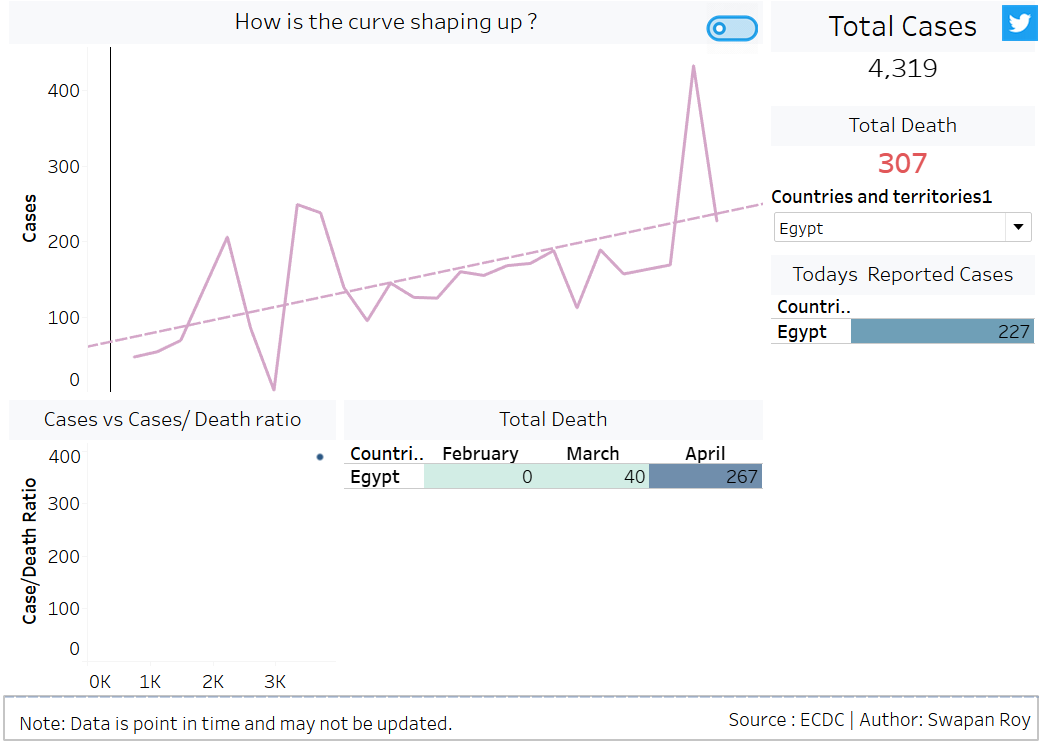 How is the curve shaping up ?
Total Cases
4,319
Total Death
307
Countries and territories1
Egypt
Todays  Reported Cases
Countri..
Egypt 227
Cases
400
300
200
100
0
Cases vs Cases/ Death ratio
Case/Death Ratio
400
300
200
100
0
0K 1K 2K 3K
Total Death
Countri.. February March April
Egypt 0 40 267
Note: Data is point in time and may not be updated.
Source : ECDC | Author: Swapan Roy